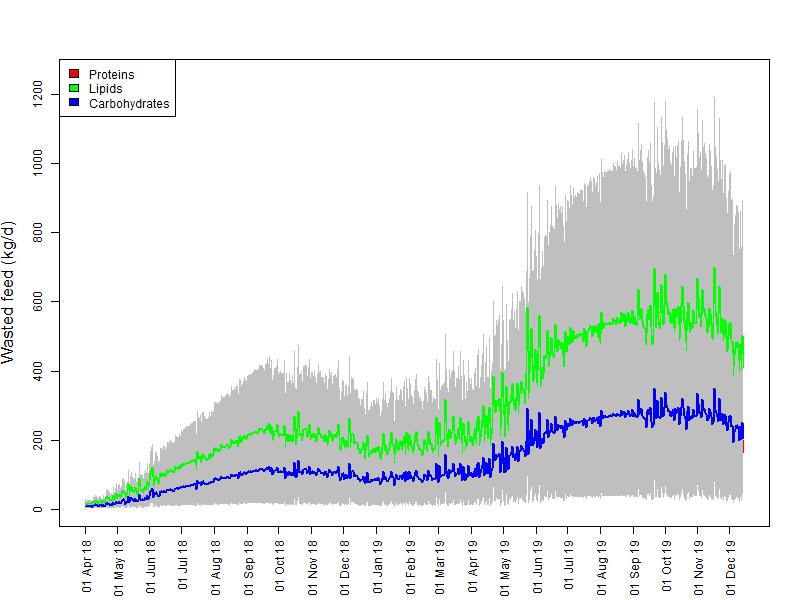 Proteins
Lipids
Carbohydrates
Wasted feed (kg/d)
1200
1000
800
600
400
200
0
01 Apr 18
01 May 18
01 Jun 18
01 Jul 18
01 Aug 18
01 Sep 18
01 Oct 18
01 Nov 18
01 Dec 18
01 Jan 19
01 Feb 19
01 Mar 19
01 Apr 19
01 May 19
01 Jun 19
01 Jul 19
01 Aug 19
01 Sep 19
01 Oct 19
01 Nov 19
01 Dec 19